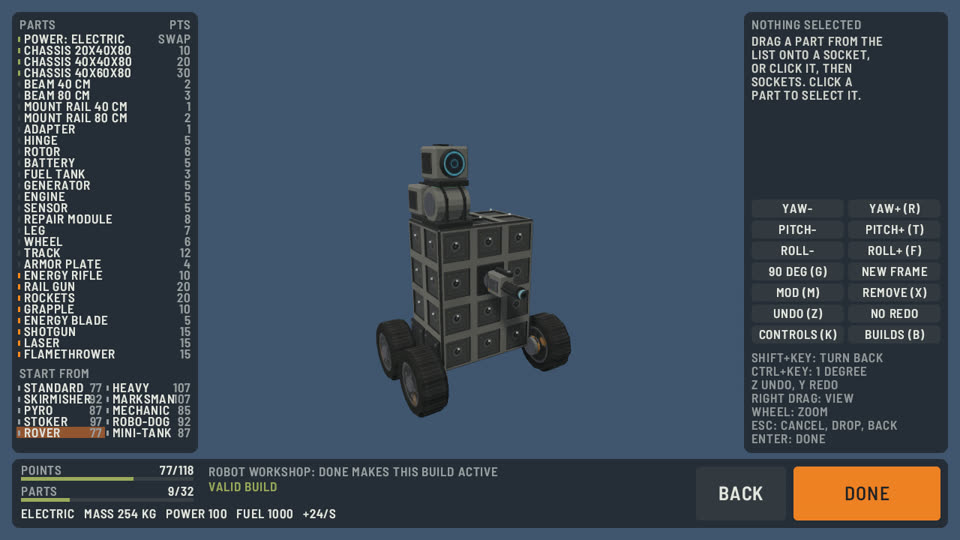 PARTS PTS
POWER: ELECTRIC SWAP
CHASSIS 20X40X80 10
CHASSIS 40X40X80 20
CHASSIS 40X60X80 30
BEAM 40 CM 2
BEAM 80 CM 3
MOUNT RAIL 40 CM 1
MOUNT RAIL 80 CM 2
ADAPTER 1
HINGE 5
ROTOR 6
BATTERY 5
FUEL TANK 3
GENERATOR 5
ENGINE 5
SENSOR 5
REPAIR MODULE 8
LEG 7
WHEEL 6
TRACK 12
ARMOR PLATE 4
ENERGY RIFLE 10
RAIL GUN 20
ROCKETS 20
GRAPPLE 10
ENERGY BLADE 5
SHOTGUN 15
LASER 15
FLAMETHROWER 15
START FROM
STANDARD 77 HEAVY 107
SKIRMISHER 92 MARKSMAN 107
PYRO 87 MECHANIC 85
STOKER 97 ROBO-DOG 92
ROVER 77 MINI-TANK 87
NOTHING SELECTED
DRAG A PART FROM THE
LIST ONTO A SOCKET,
OR CLICK IT, THEN
SOCKETS. CLICK A
PART TO SELECT IT.
YAW- YAW+ (R)
PITCH- PITCH+ (T)
ROLL- ROLL+ (F)
90 DEG (G) NEW FRAME
MOD (M) REMOVE (X)
UNDO (Z) NO REDO
CONTROLS (K) BUILDS (B)
SHIFT+KEY: TURN BACK
CTRL+KEY: 1 DEGREE
Z UNDO, Y REDO
RIGHT DRAG: VIEW
WHEEL: ZOOM
ESC: CANCEL, DROP, BACK
ENTER: DONE
POINTS 77/118
PARTS 9/32
ELECTRIC MASS 254 KG POWER 100 FUEL 1000 +24/S
ROBOT WORKSHOP: DONE MAKES THIS BUILD ACTIVE
VALID BUILD
BACK
DONE